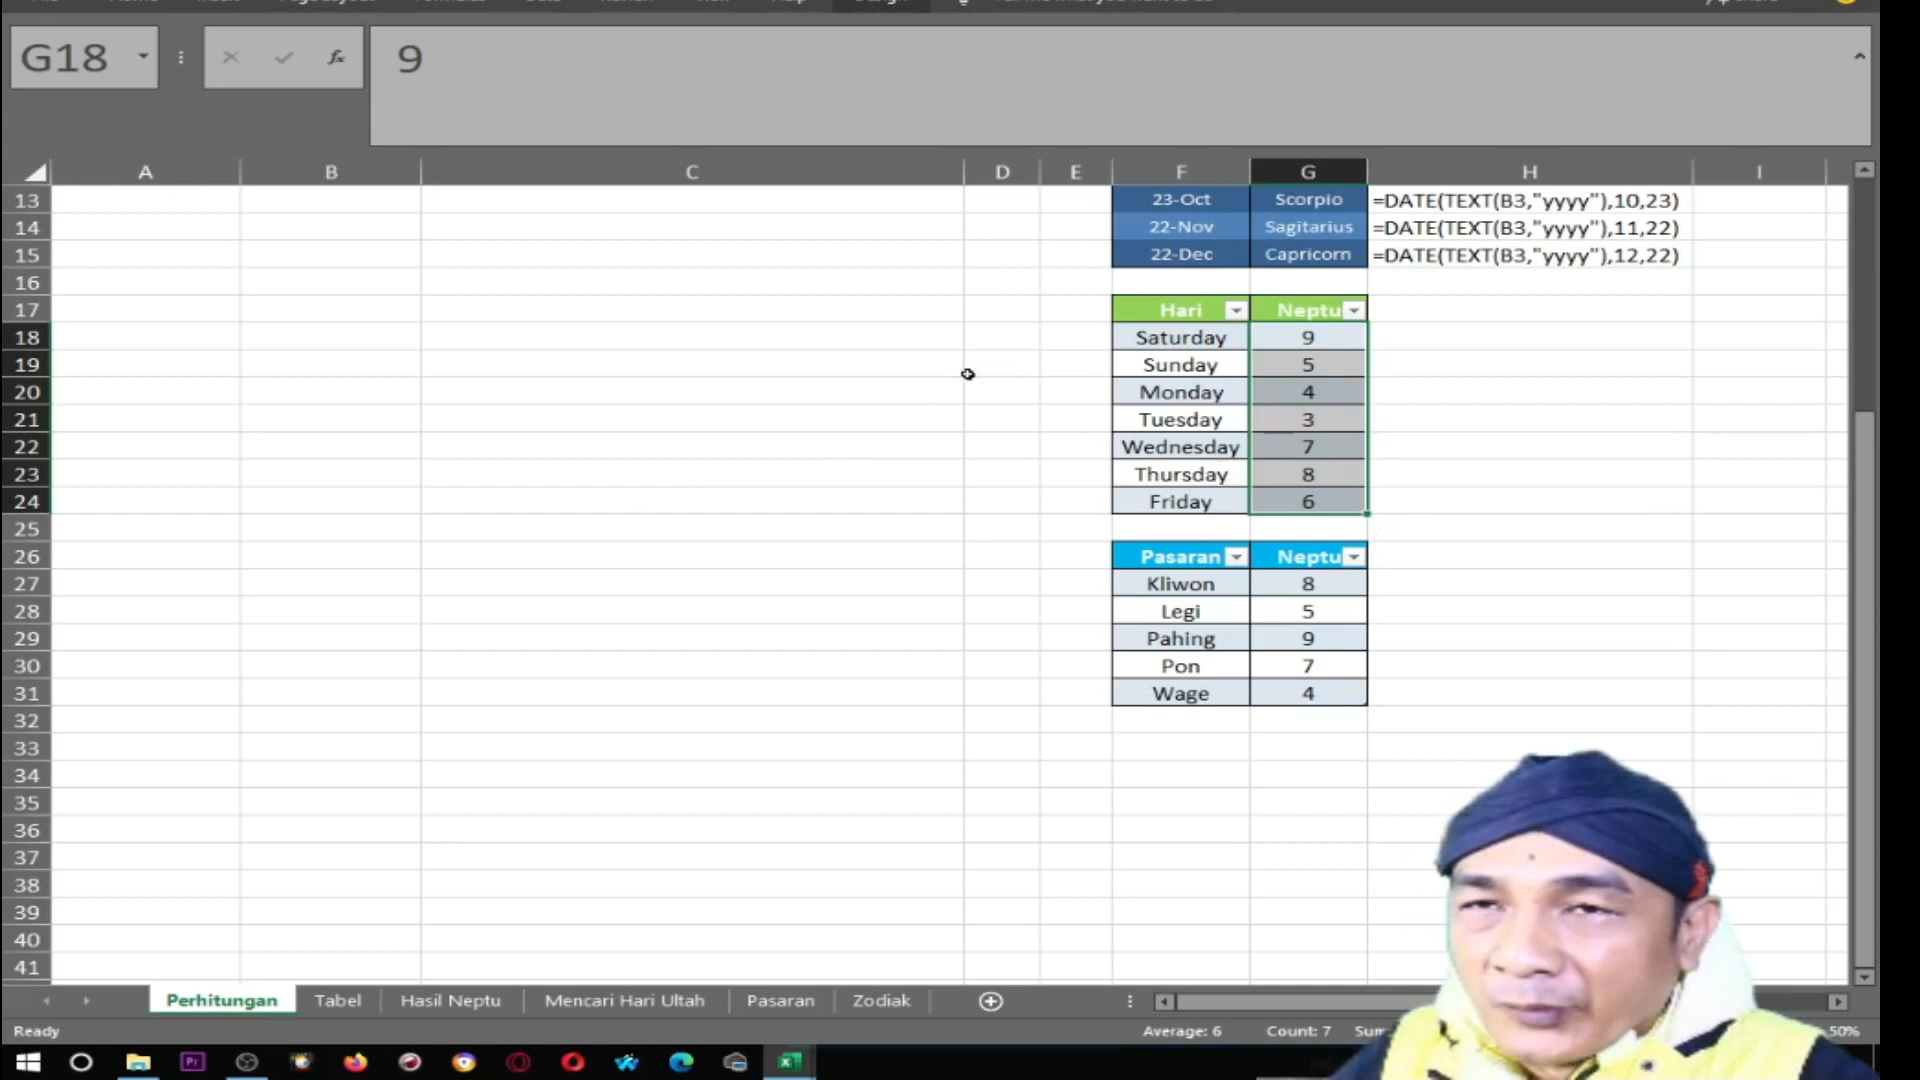 G18
fx
9
A B C D E F G H I
13 23-Oct Scorpio =DATE(TEXT(B3,"yyyy"),10,23)
14 22-Nov Sagitarius =DATE(TEXT(B3,"yyyy"),11,22)
15 22-Dec Capricorn =DATE(TEXT(B3,"yyyy"),12,22)
16
17 Hari Neptu
18 Saturday 9
19 Sunday 5
20 Monday 4
21 Tuesday 3
22 Wednesday 7
23 Thursday 8
24 Friday 6
25
26 Pasaran Neptu
27 Kliwon 8
28 Legi 5
29 Pahing 9
30 Pon 7
31 Wage 4
32
33
34
35
36
37
38
39
40
41
Perhitungan Tabel Hasil Neptu Mencari Hari Ultah Pasaran Zodiak
Ready Average: 6 Count: 7 50%
Pr